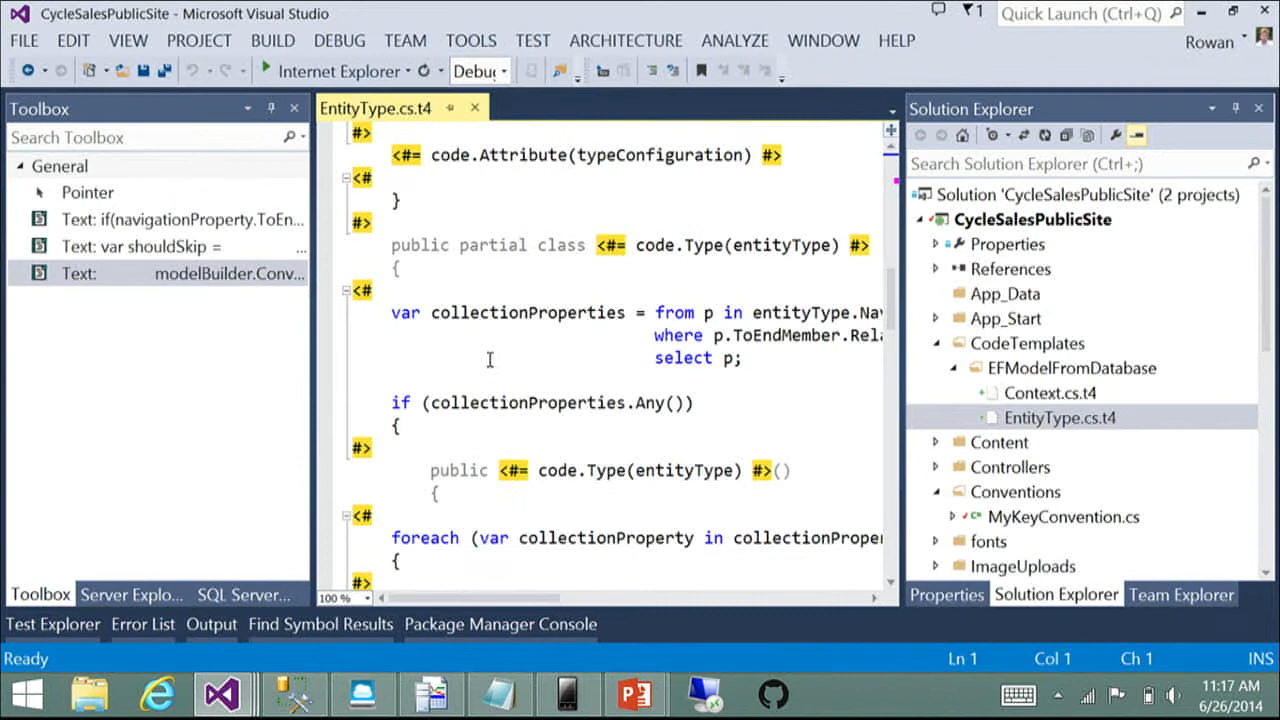 CycleSalesPublicSite - Microsoft Visual Studio
1
Quick Launch (Ctrl+Q)
FILE EDIT VIEW PROJECT BUILD DEBUG TEAM TOOLS TEST ARCHITECTURE ANALYZE WINDOW HELP
Rowan
Internet Explorer
Debug
Toolbox
Search Toolbox
General
Pointer
Text: if(navigationProperty.ToEn...
Text: var shouldSkip = ...
Text: modelBuilder.Conv...
EntityType.cs.t4
#>
<#= code.Attribute(typeConfiguration) #>
<#
}
#>
public partial class <#= code.Type(entityType) #>
{
<#
var collectionProperties = from p in entityType.Nav
where p.ToEndMember.Rela
select p;
if (collectionProperties.Any())
{
#>
public <#= code.Type(entityType) #>()
{
<#
foreach (var collectionProperty in collectionProper
{
#>
100 %
Solution Explorer
Search Solution Explorer (Ctrl+;)
Solution 'CycleSalesPublicSite' (2 projects)
CycleSalesPublicSite
Properties
References
App_Data
App_Start
CodeTemplates
EFModelFromDatabase
Context.cs.t4
EntityType.cs.t4
Content
Controllers
Conventions
MyKeyConvention.cs
fonts
ImageUploads
Toolbox Server Explo... SQL Server...
Properties Solution Explorer Team Explorer
Test Explorer Error List Output Find Symbol Results Package Manager Console
Ready
Ln 1 Col 1 Ch 1 INS
11:17 AM
6/26/2014